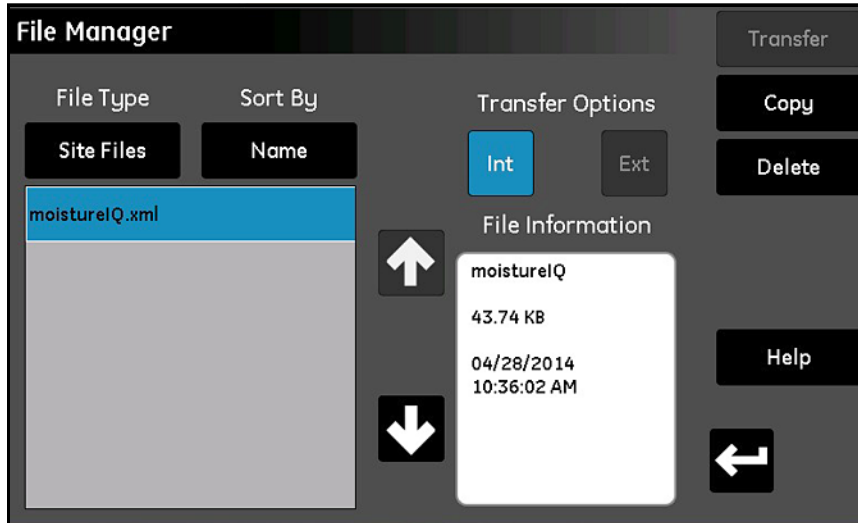 File Manager
Transfer
File Type
Sort By
Transfer Options
Copy
Site Files
Name
Int
Ext
Delete
moistureIQ.xml
File Information
moistureIQ
43.74 KB
04/28/2014
10:36:02 AM
Help